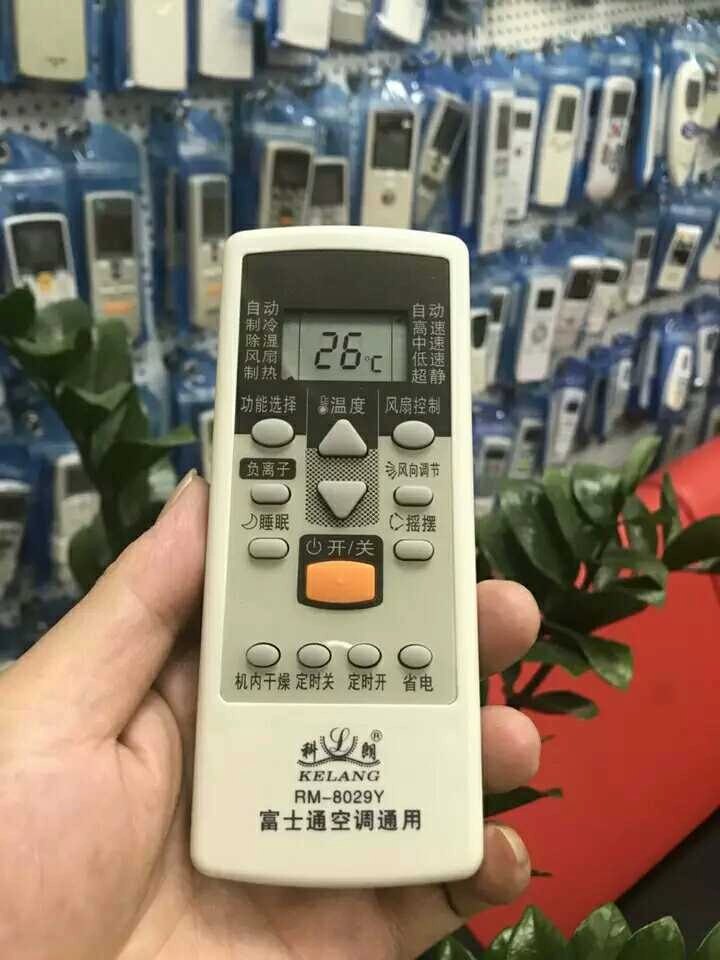 自动
制冷
除湿
风扇
制热
26°C
自动
高速
中速
低速
超静
功能选择
温度
风扇控制
负离子
风向调节
睡眠
摇摆
开/关
机内干燥 定时关 定时开 省电
科 L 朗 ®
KELANG
RM-8029Y
富士通空调通用